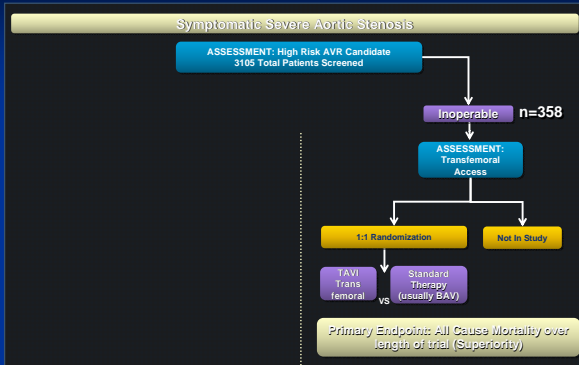 Symptomatic Severe Aortic Stenosis
ASSESSMENT: High Risk AVR Candidate
3105 Total Patients Screened
Inoperable
n=358
ASSESSMENT:
Transfemoral
Access
1:1 Randomization
Not In Study
TAVI
Trans
femoral
VS
Standard
Therapy
(usually BAV)
Primary Endpoint: All Cause Mortality over
length of trial (Superiority)